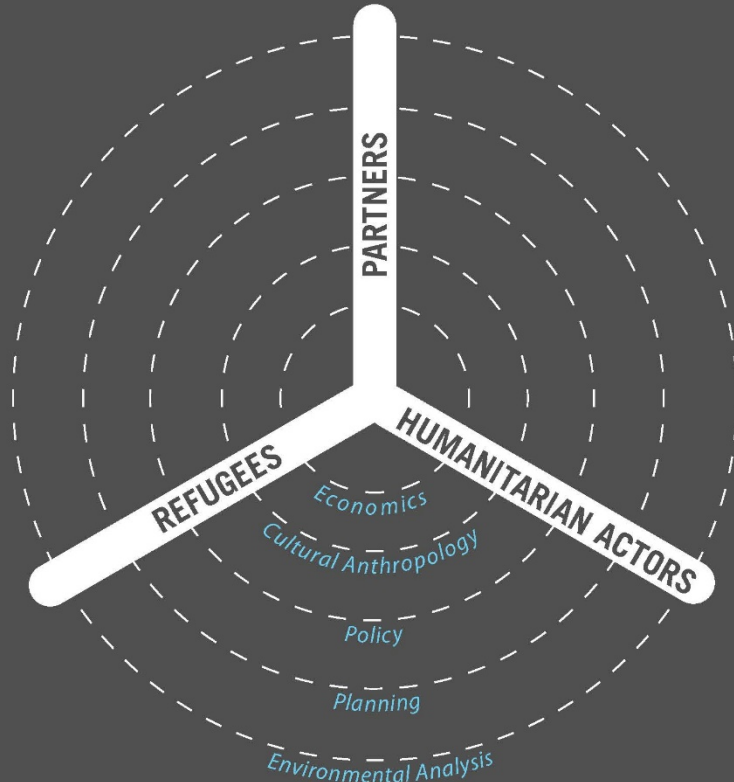 PARTNERS
REFUGEES
HUMANITARIAN ACTORS
Economics
Cultural Anthropology
Policy
Planning
Environmental Analysis